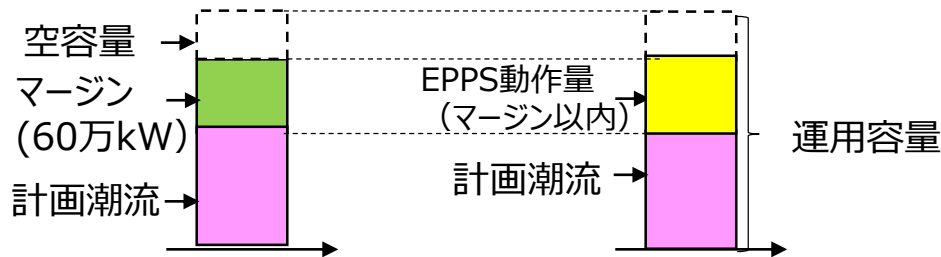 空容量
マージン
(60万kW)
計画潮流
EPPS動作量
（マージン以内）
計画潮流
運用容量